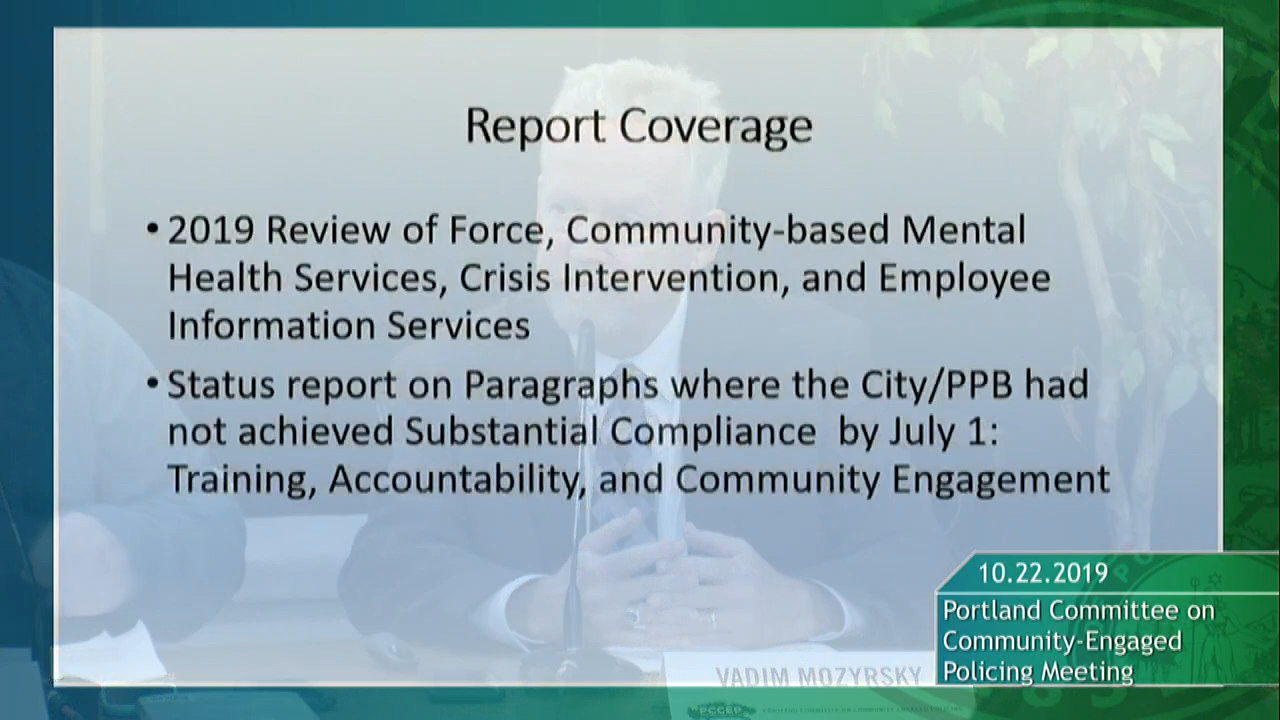 Report Coverage
• 2019 Review of Force, Community-based Mental
Health Services, Crisis Intervention, and Employee
Information Services
• Status report on Paragraphs where the City/PPB had
not achieved Substantial Compliance by July 1:
Training, Accountability, and Community Engagement
10.22.2019
Portland Committee on
Community-Engaged
Policing Meeting
VADIM MOZYRSKY
PCCEP